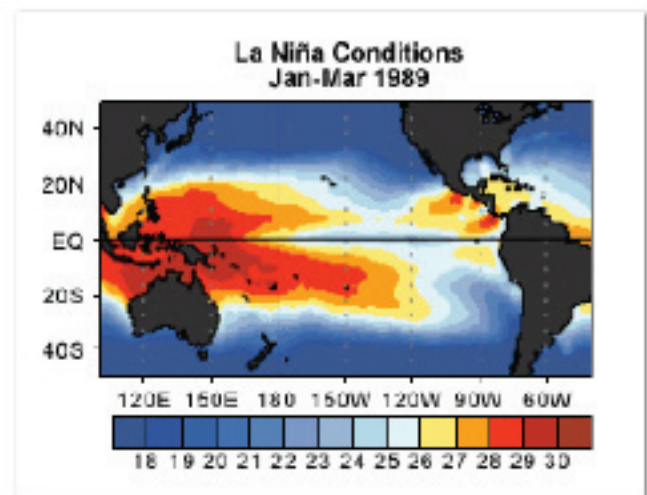 La Niña Conditions
Jan-Mar 1989
40N
20N
EQ
20S
40S
120E 150E 180 150W 120W 90W 60W
18 19 20 21 22 23 24 25 26 27 28 29 30